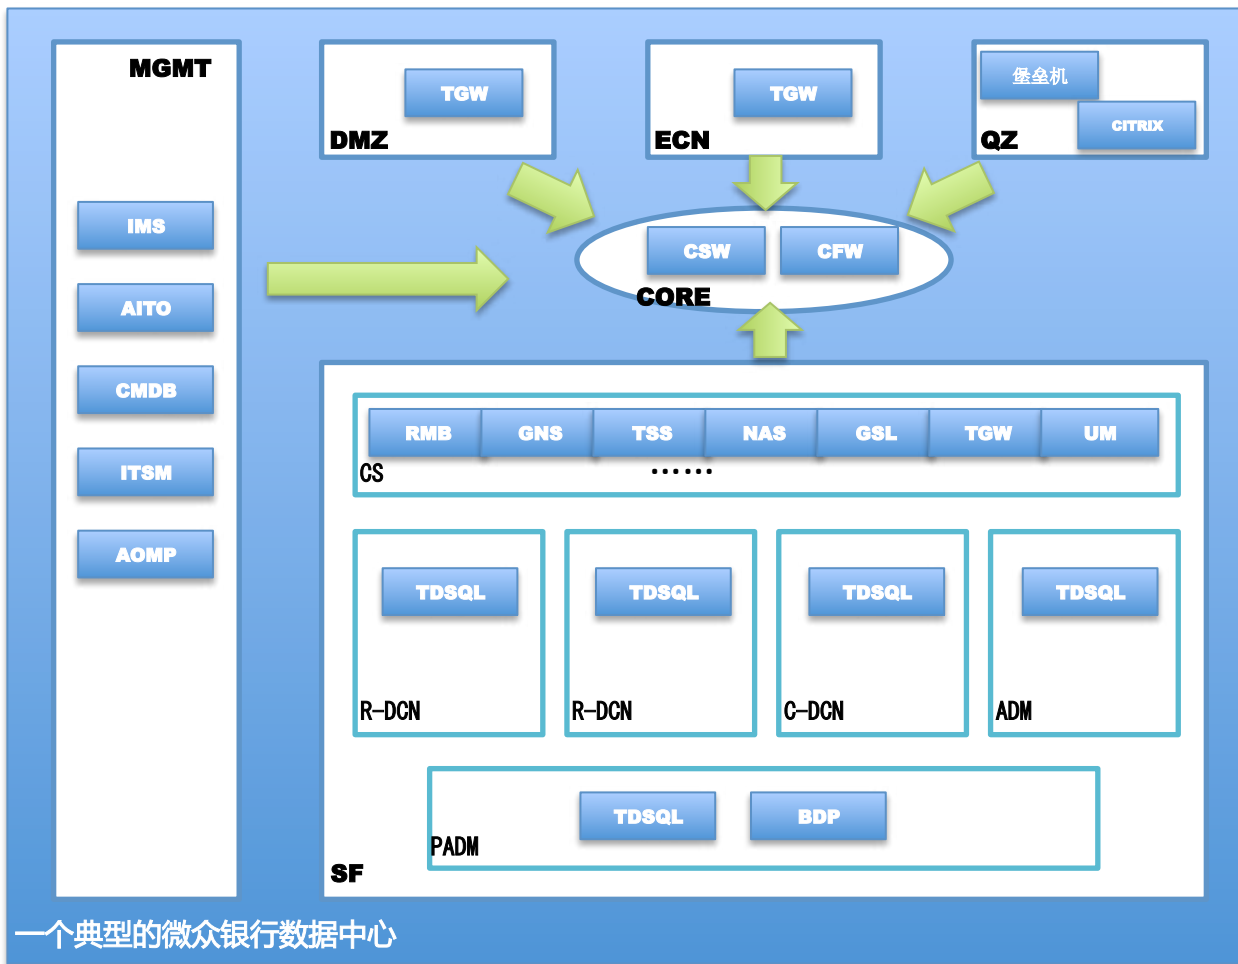 MGMT
IMS
AITO
CMDB
ITSM
AOMP
TGW
DMZ
TGW
ECN
堡垒机
CITRIX
QZ
CSW
CFW
CORE
RMB
GNS
TSS
NAS
GSL
TGW
UM
CS
······
TDSQL
R-DCN
TDSQL
R-DCN
TDSQL
C-DCN
TDSQL
ADM
TDSQL
BDP
PADM
SF
一个典型的微众银行数据中心